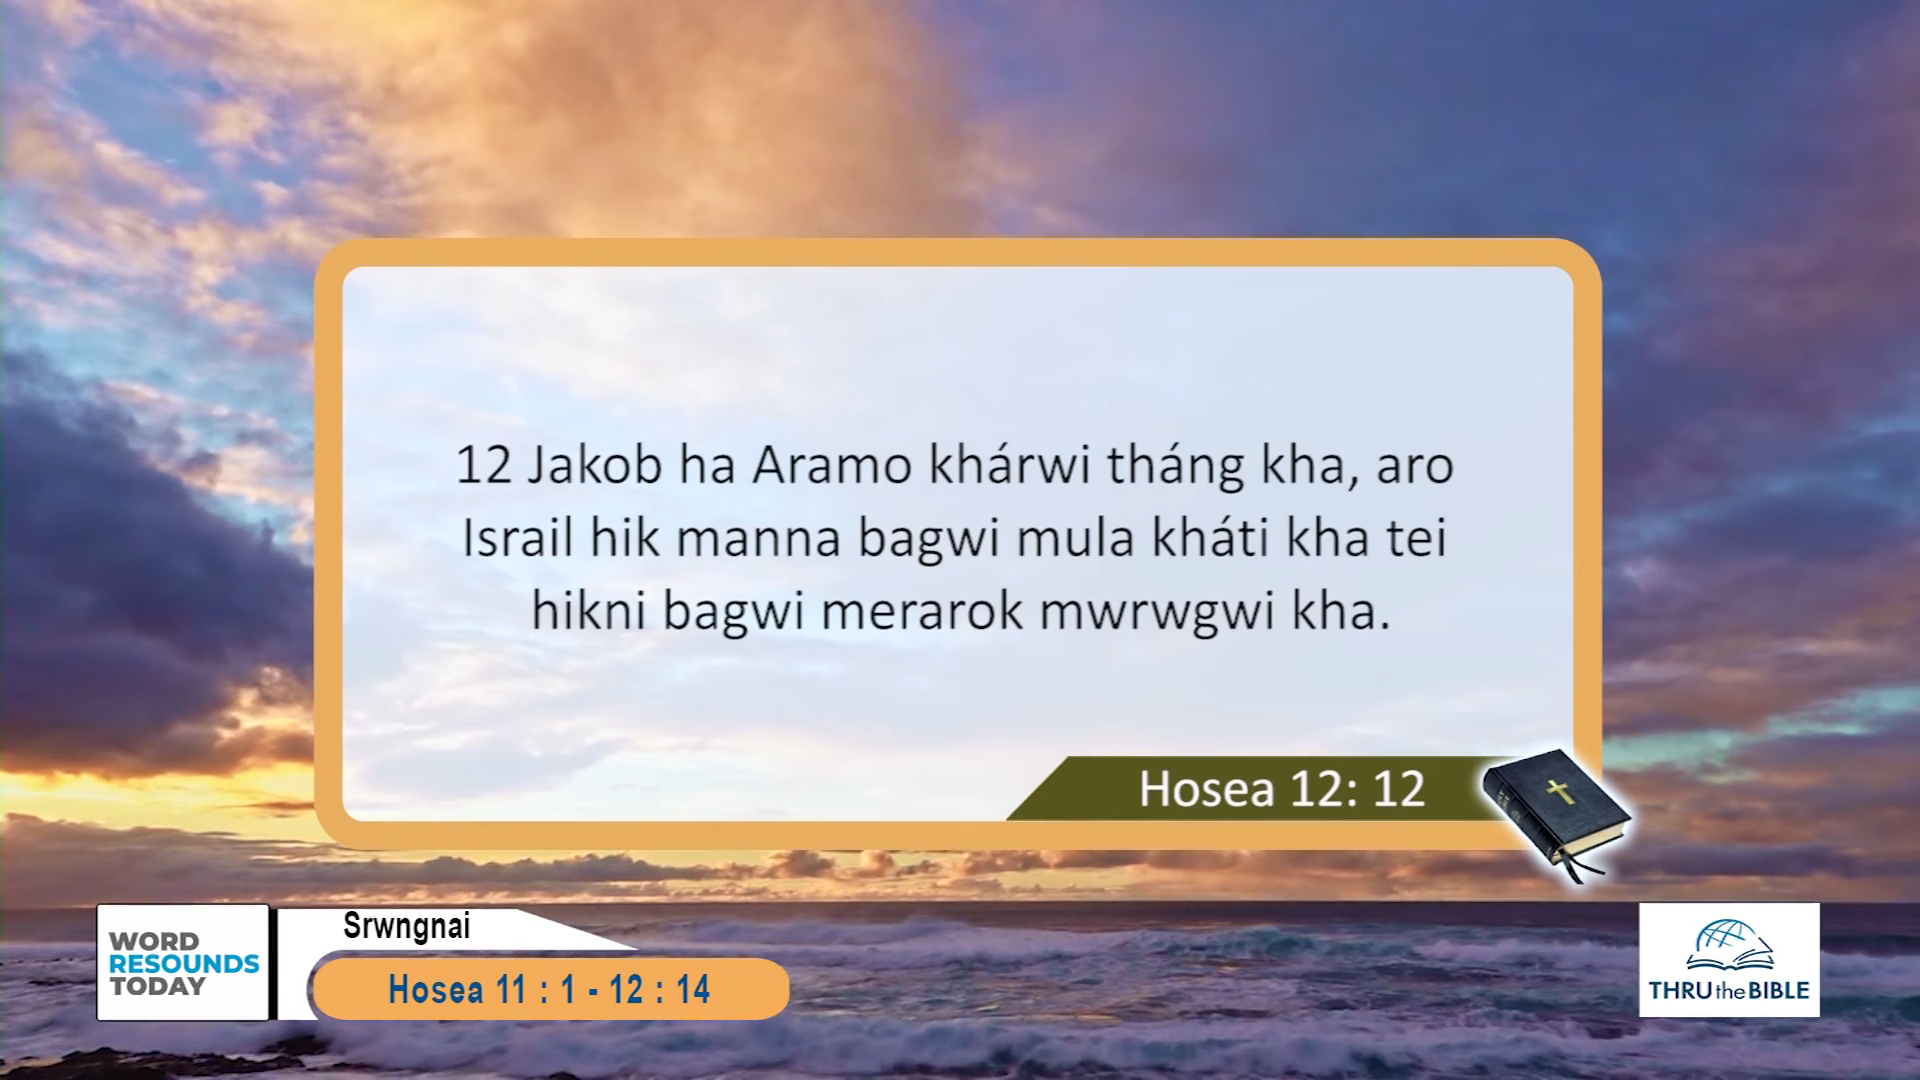 12 Jakob ha Aramo khárwi tháng kha, aro
Israil hik manna bagwi mula kháti kha tei
hikni bagwi merarok mwrwgwi kha.
Hosea 12: 12
WORD
RESOUNDS
TODAY
Srwngnai
Hosea 11 : 1 - 12 : 14
THRU the BIBLE